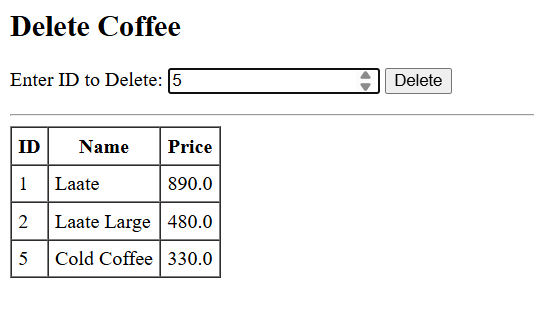 Delete Coffee
Enter ID to Delete: 5 Delete
ID Name Price
1 Laate 890.0
2 Laate Large 480.0
5 Cold Coffee 330.0